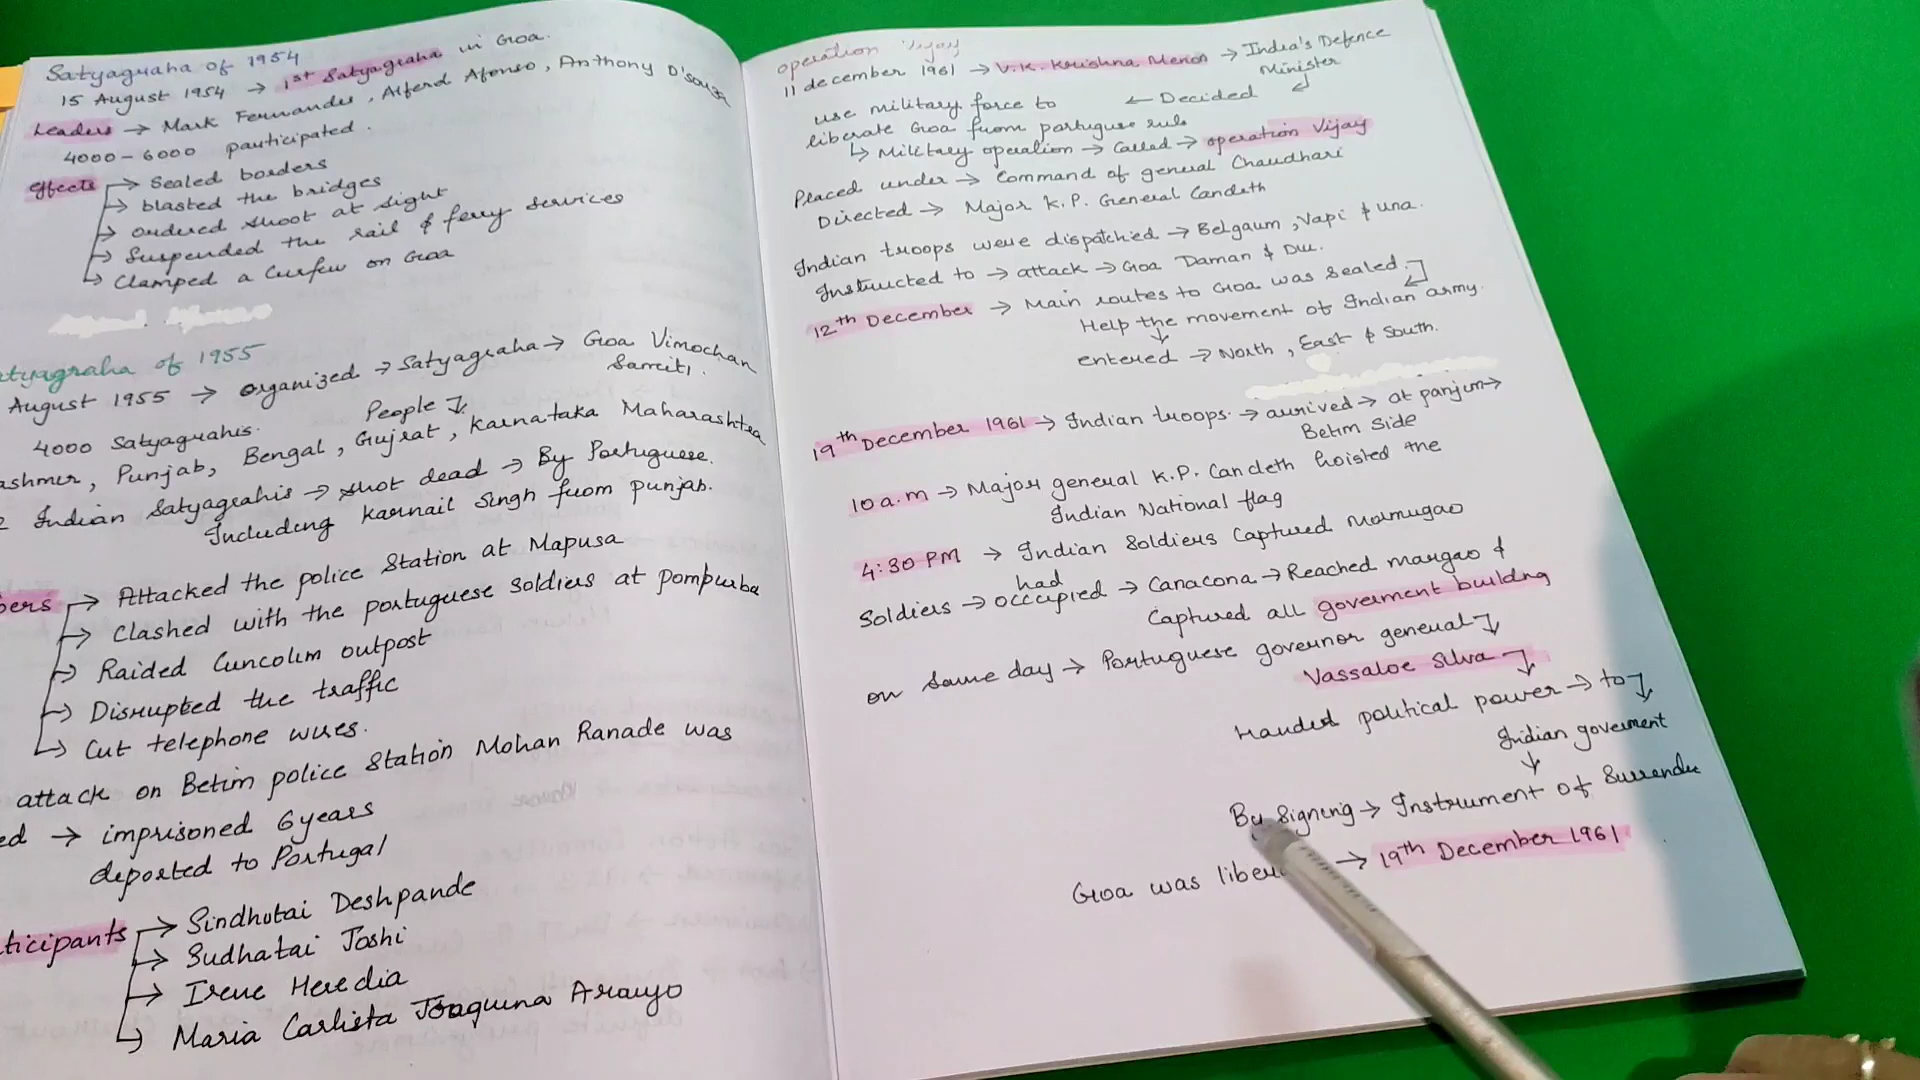 Satyagraha of 1954
15 August 1954 → 1st Satyagraha in Goa.
Leaders → Mark Fernandes, Alferd Afonso, Anthony D'souza
4000 - 6000 participated.
effects → Sealed borders
→ blasted the bridges
→ ordered shoot at sight
→ Suspended the rail & ferry services
→ Clamped a Curfew on Goa
tyagraha of 1955
August 1955 → organized → Satyagraha → Goa Vimochan Samiti.
4000 Satyagrahis. People ↓
ashmer, Punjab, Bengal, Gujrat, Karnataka Maharashtra
2 Indian Satyagrahis → shot dead → By Portuguese.
Including Karnail Singh from punjab.
bers → Attacked the police Station at Mapusa
→ Clashed with the portuguese soldiers at pompurba
→ Raided Cuncolim outpost
→ Disrupted the traffic
→ Cut telephone wires.
attack on Betim police station Mohan Ranade was
ed → imprisoned 6 years
deported to Portugal
ticipants → Sindhutai Deshpande
→ Sudhatai Joshi
→ Irene Heredia
→ Maria Carlista Joaquina Araujo
operation Vijay
11 december 1961 → V.K. Krishna Menon → India's Defence Minister
use military force to ← Decided
liberate Goa from portuguse rule
↳ Military operation → Called → operation Vijay
Placed under → Command of general Chaudhari
Directed → Major K.P. General Candeth
Indian troops were dispatched → Belgaum, Vapi & Una.
Instructed to → attack → Goa Daman & Diu.
12th December → Main routes to Goa was sealed.
Help the movement of Indian army.
↓
entered → North, East & South.
19th December 1961 → Indian troops → arrived → at panjim →
Betim Side
10 a.m → Major general K.P. Candeth hoisted the
Indian National flag
4:30 PM → Indian Soldiers Captured Mormugao
Soldiers → had occupied → Canacona → Reached margao &
Captured all goverment building
on same day → Portuguese governor general ↓
Vassaloe Silva ↓
Handed political power → to ↓
Indian goverment
↓
By Signing → Instrument of Surrender
Goa was → 19th December 1961